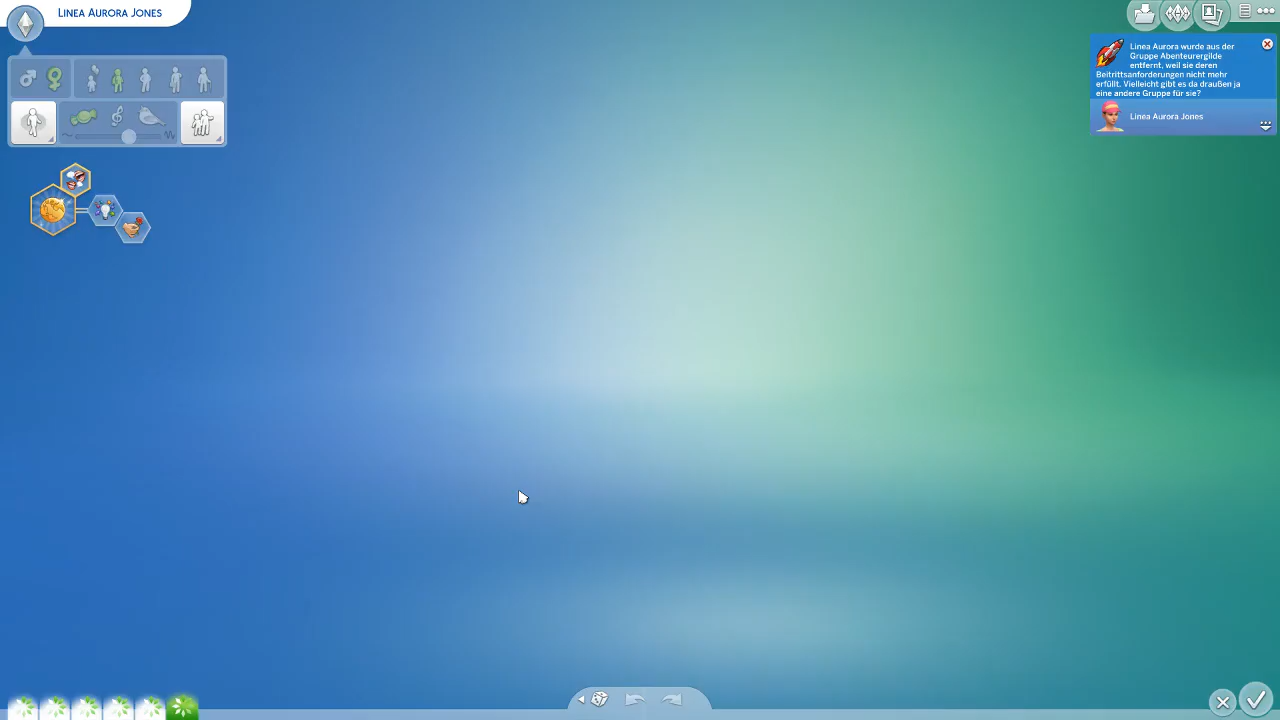 Linea Aurora Jones
Linea Aurora wurde aus der
Gruppe Abenteurergilde
entfernt, weil sie deren
Beitrittsanforderungen nicht mehr
erfüllt. Vielleicht gibt es da draußen ja
eine andere Gruppe für sie?
Linea Aurora Jones